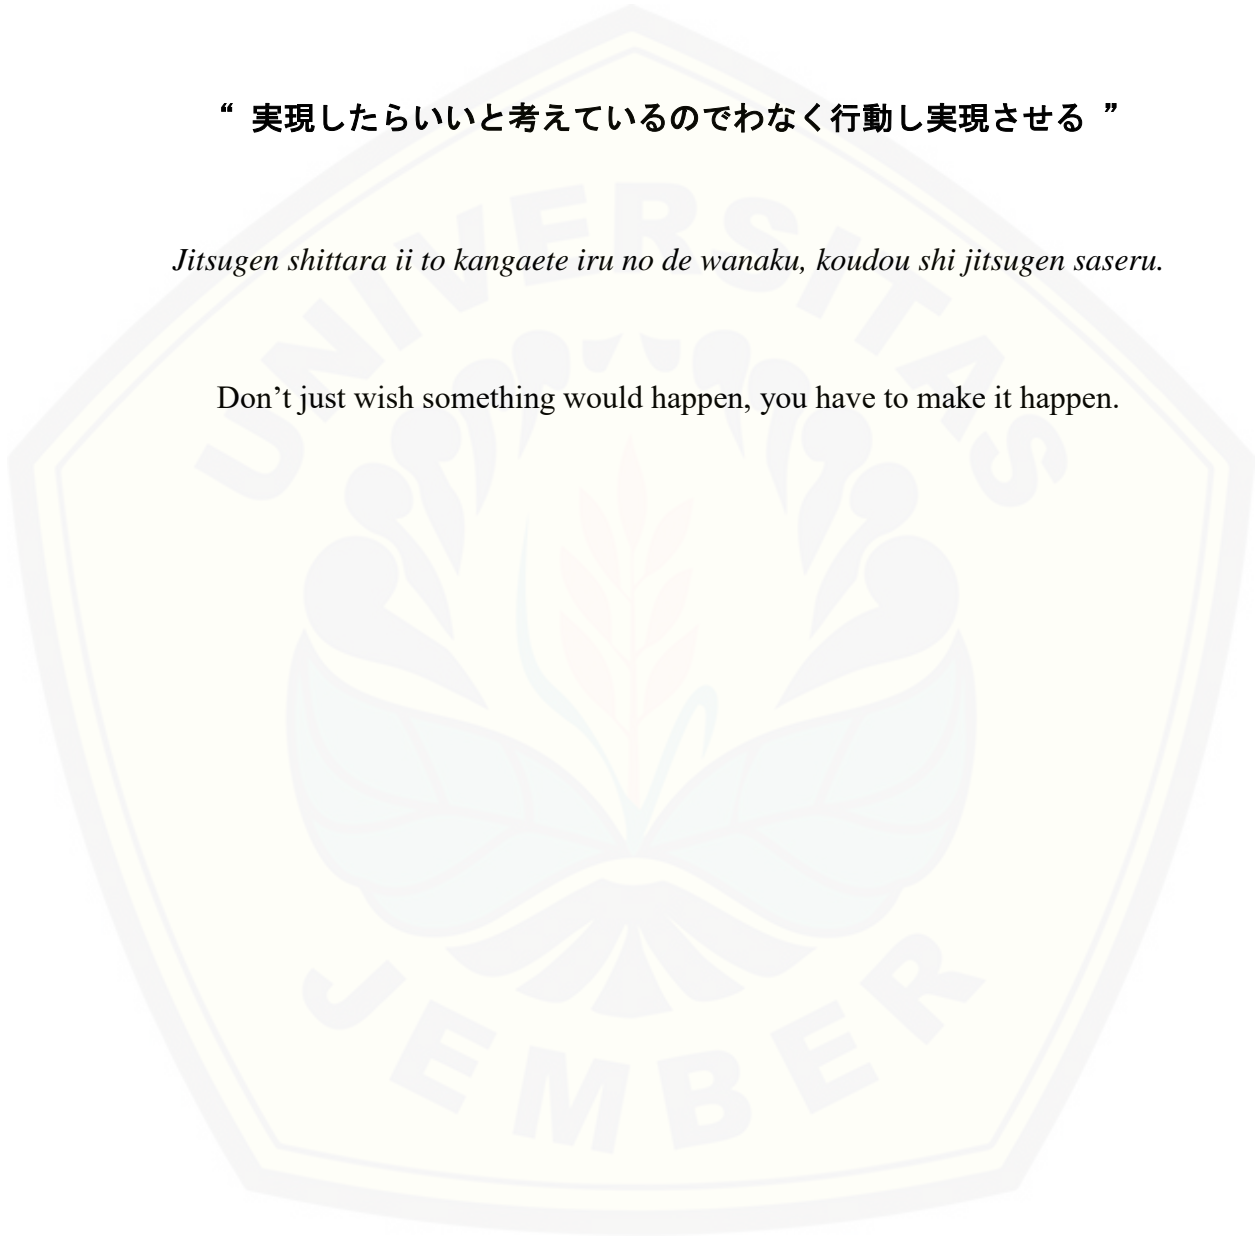 “ 実現したらいいと考えているのでわなく行動し実現させる ”
Jitsugen shittara ii to kangaete iru no de wanaku, koudou shi jitsugen saseru.
Don’t just wish something would happen, you have to make it happen.
UNIVERSITAS
JEMBER